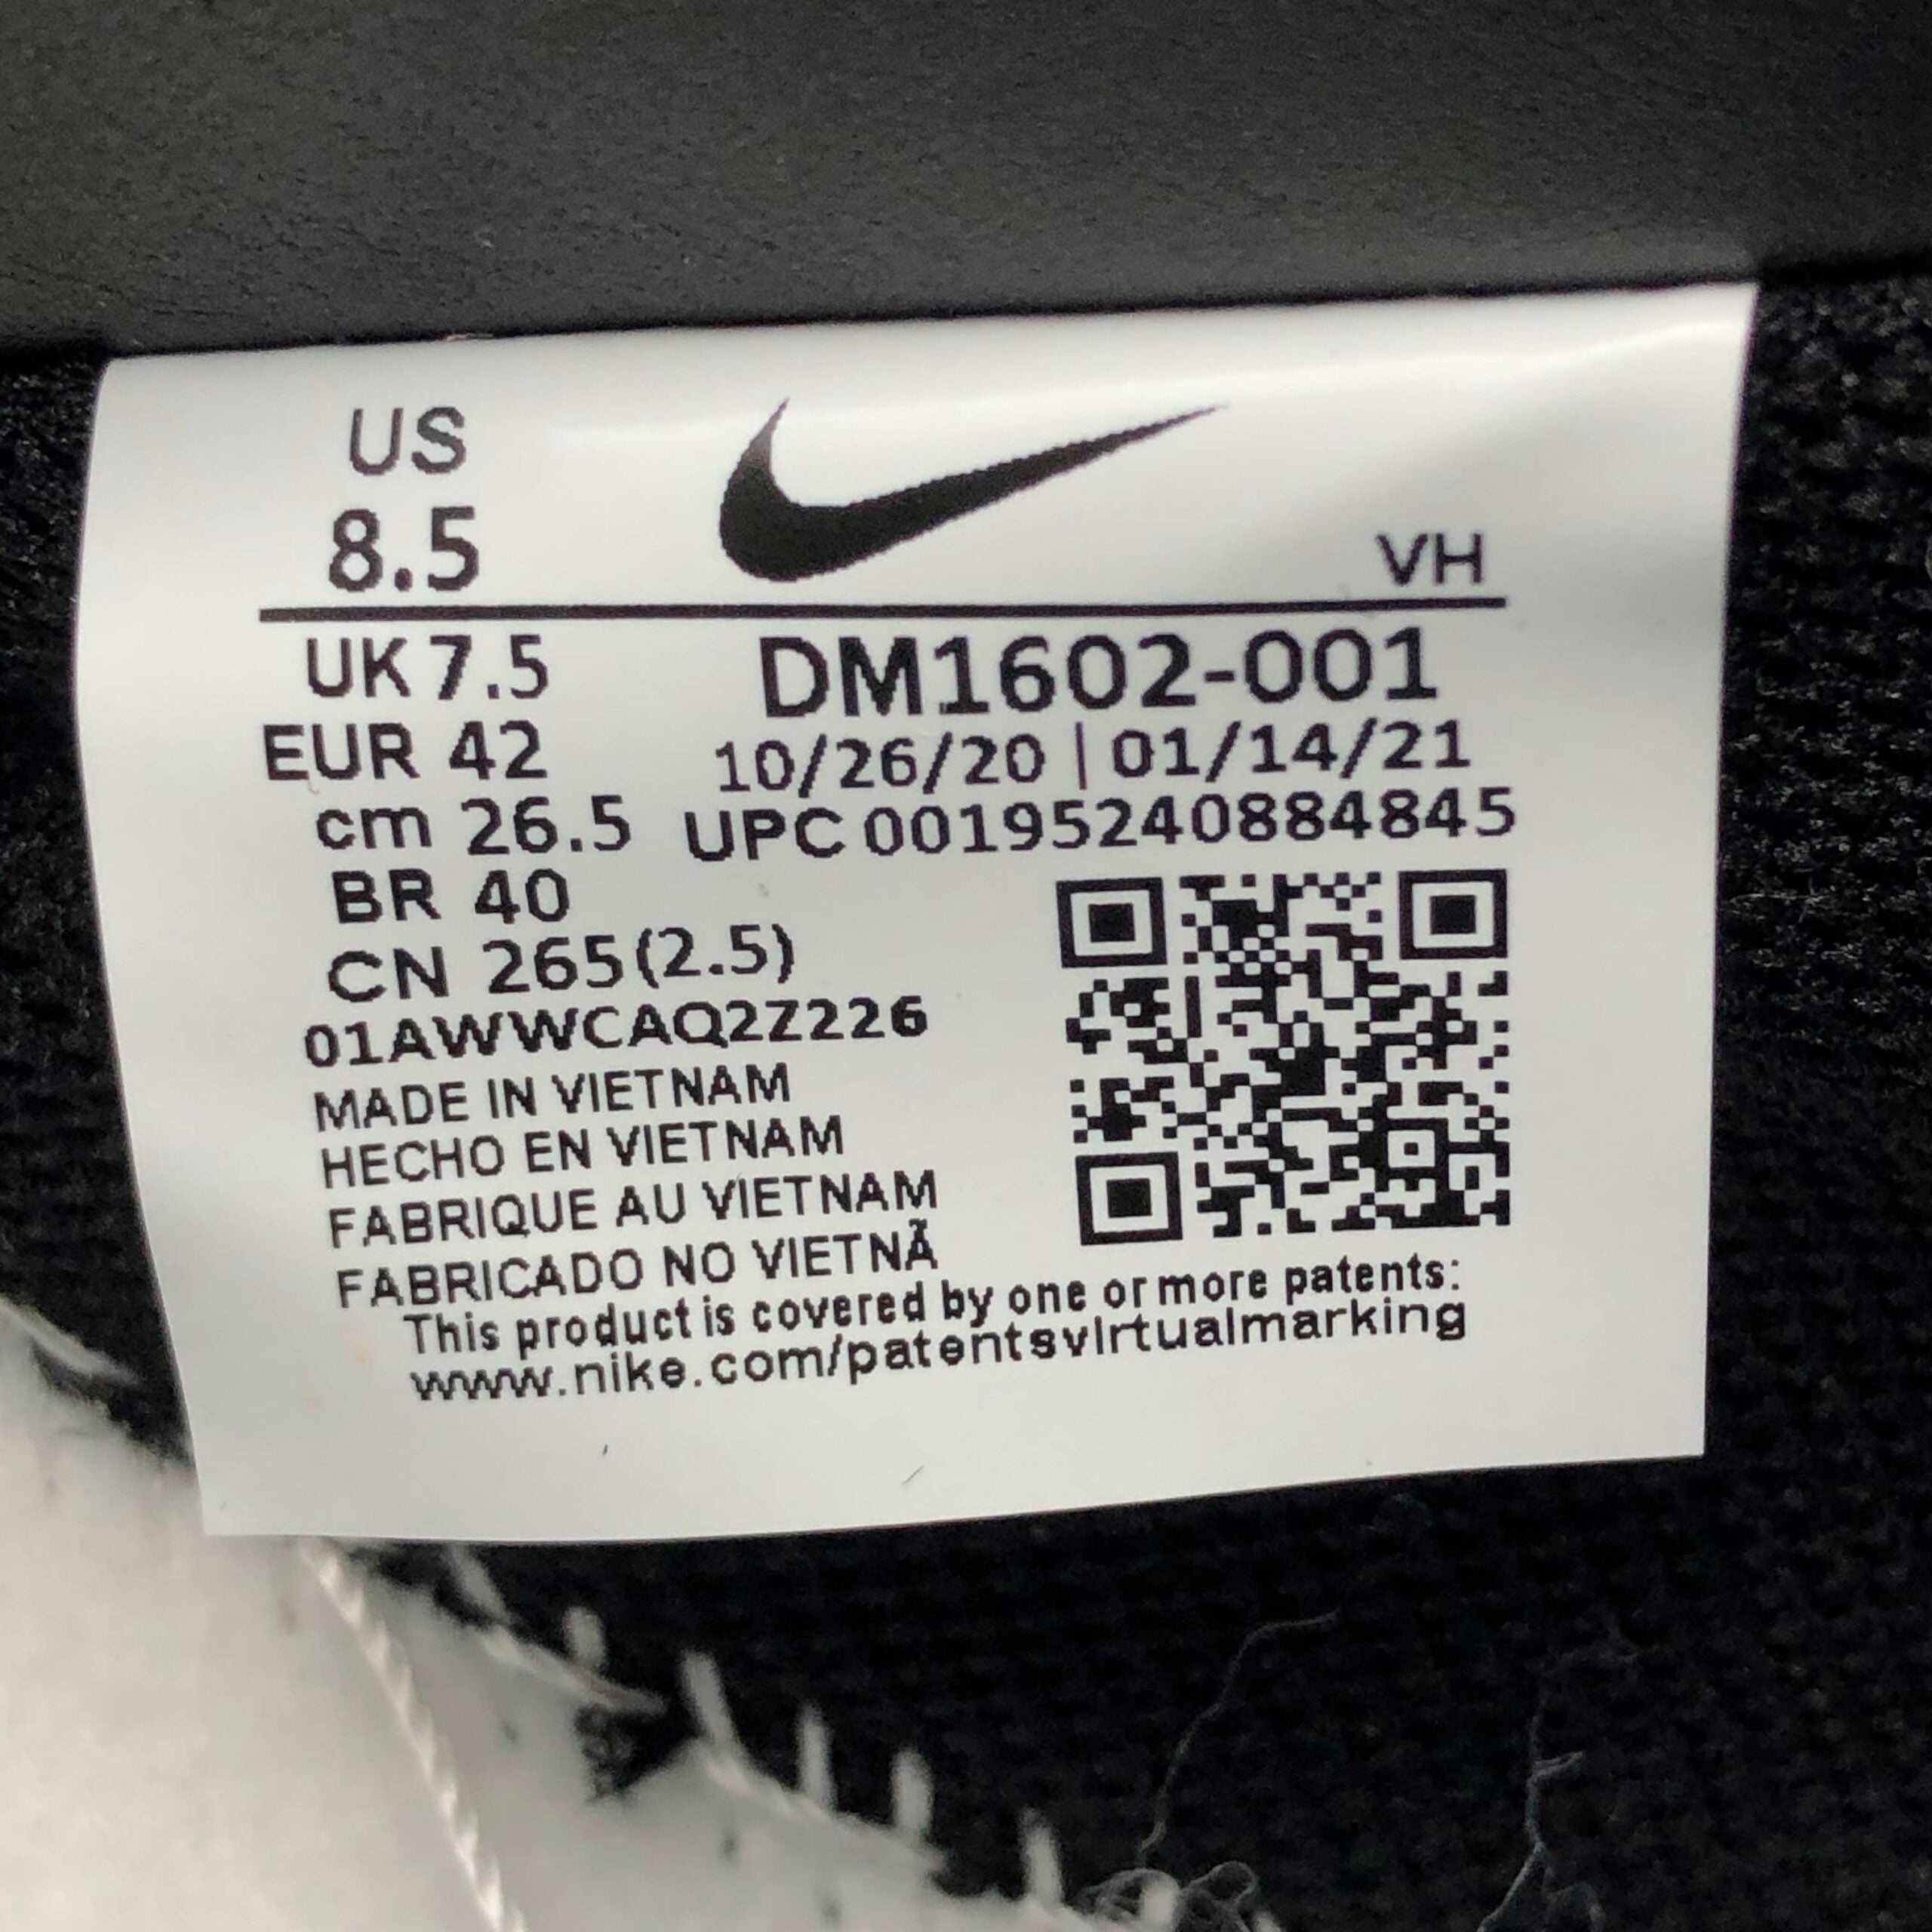 US
8.5
VH
UK 7.5
DM1602-001
EUR 42
10/26/20 | 01/14/21
cm 26.5
UPC 00195240884845
BR 40
CN 265(2.5)
01AWWCAQ2Z226
MADE IN VIETNAM
HECHO EN VIETNAM
FABRIQUE AU VIETNAM
FABRICADO NO VIETNÃ
This product is covered by one or more patents:
www.nike.com/patentsvirtualmarking